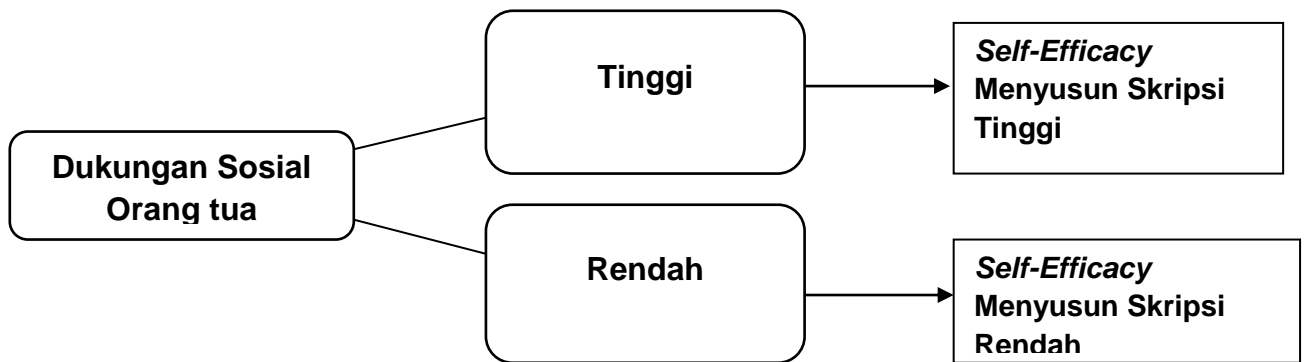 Dukungan Sosial
Orang tua
Tinggi
Self-Efficacy
Menyusun Skripsi
Tinggi
Rendah
Self-Efficacy
Menyusun Skripsi
Rendah